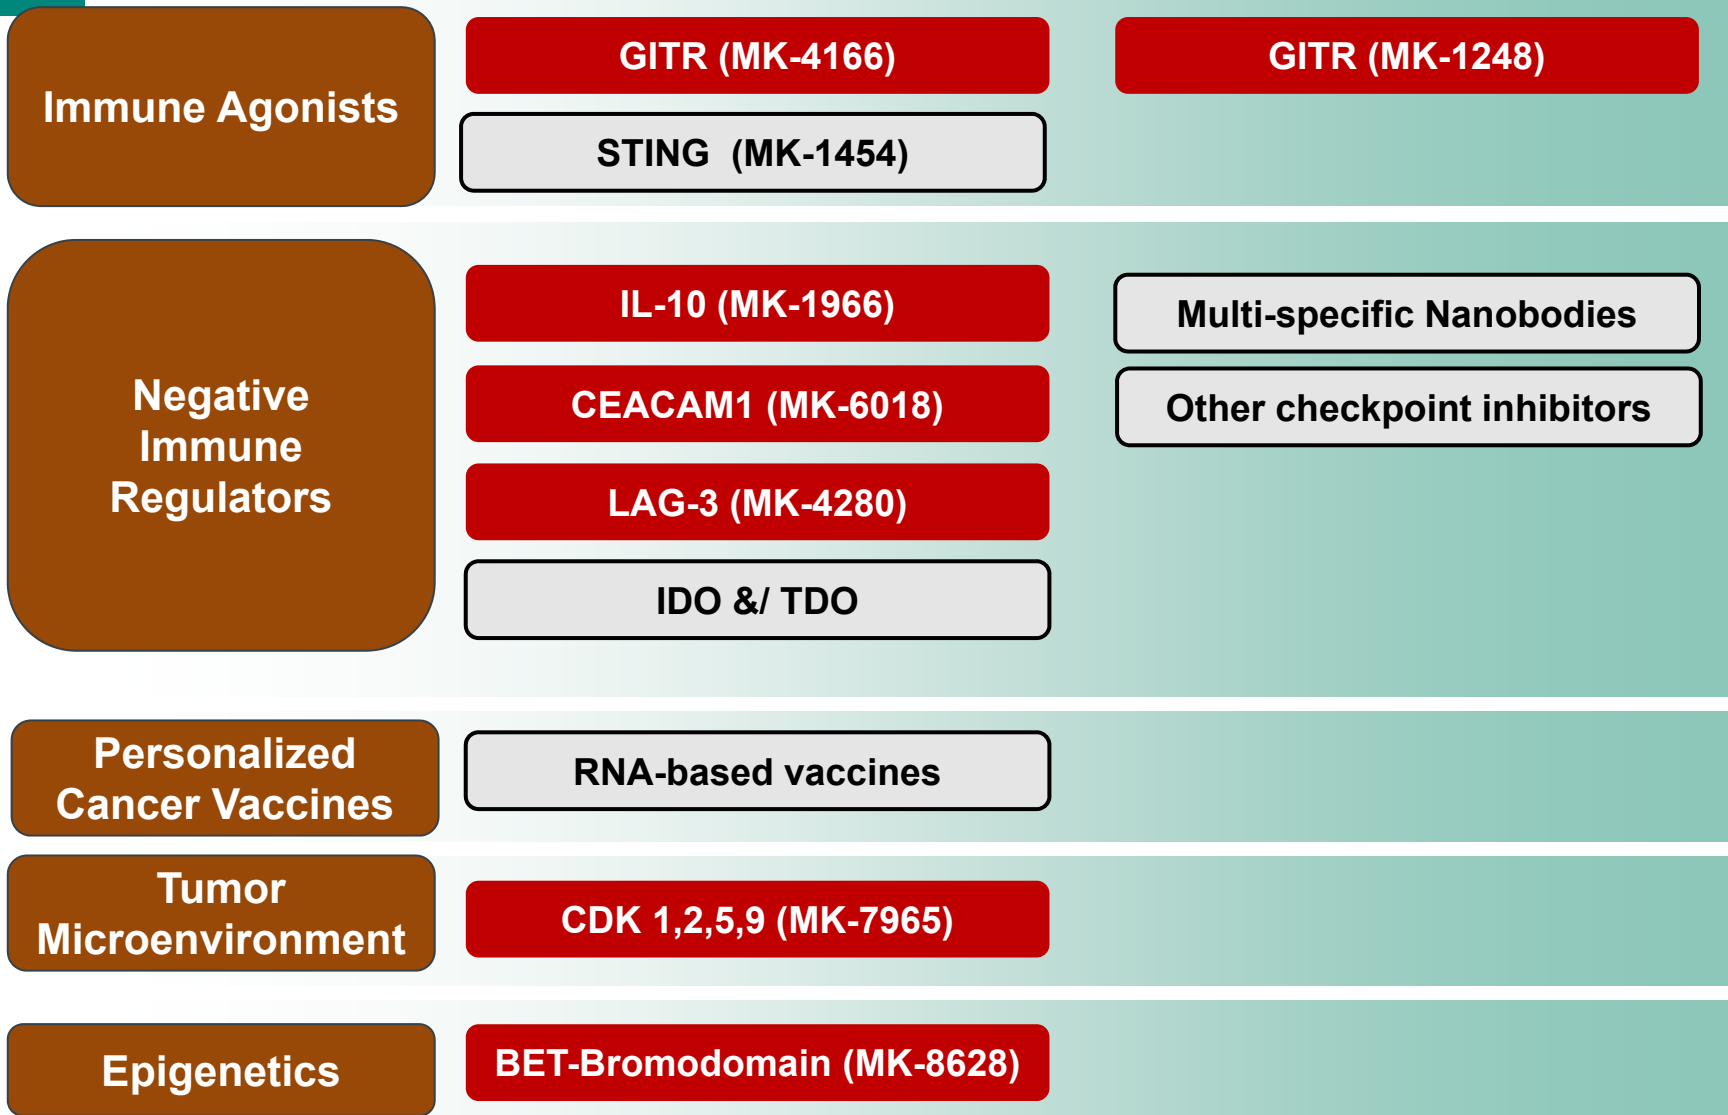 Immune Agonists
GITR (MK-4166)
GITR (MK-1248)
STING  (MK-1454)
Negative
Immune
Regulators
IL-10 (MK-1966)
Multi-specific Nanobodies
CEACAM1 (MK-6018)
Other checkpoint inhibitors
LAG-3 (MK-4280)
IDO &/ TDO
Personalized
Cancer Vaccines
RNA-based vaccines
Tumor
Microenvironment
CDK 1,2,5,9 (MK-7965)
Epigenetics
BET-Bromodomain (MK-8628)